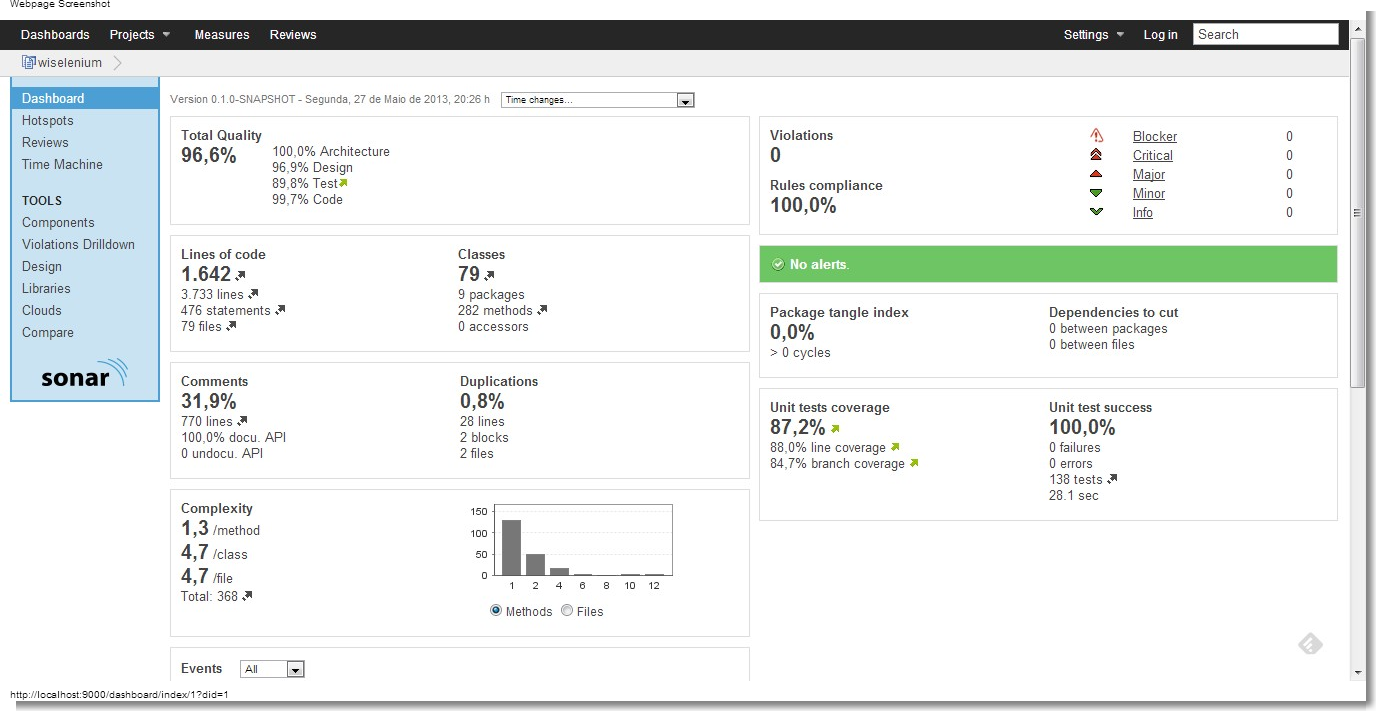 Webpage Screenshot
Dashboards Projects Measures Reviews Settings Log in Search
wiselenium
Dashboard
Hotspots
Reviews
Time Machine
TOOLS
Components
Violations Drilldown
Design
Libraries
Clouds
Compare
sonar
Version 0.1.0-SNAPSHOT - Segunda, 27 de Maio de 2013, 20:26 h Time changes...
Total Quality
96,6%
100,0% Architecture
96,9% Design
89,8% Test
99,7% Code
Lines of code
1.642
3.733 lines
476 statements
79 files
Classes
79
9 packages
282 methods
0 accessors
Comments
31,9%
770 lines
100,0% docu. API
0 undocu. API
Duplications
0,8%
28 lines
2 blocks
2 files
Complexity
1,3 /method
4,7 /class
4,7 /file
Total: 368
150
100
50
0
1 2 4 6 8 10 12
Methods Files
Events All
Violations
0
Rules compliance
100,0%
Blocker 0
Critical 0
Major 0
Minor 0
Info 0
No alerts.
Package tangle index
0,0%
> 0 cycles
Dependencies to cut
0 between packages
0 between files
Unit tests coverage
87,2%
88,0% line coverage
84,7% branch coverage
Unit test success
100,0%
0 failures
0 errors
138 tests
28.1 sec
http://localhost:9000/dashboard/index/1?did=1